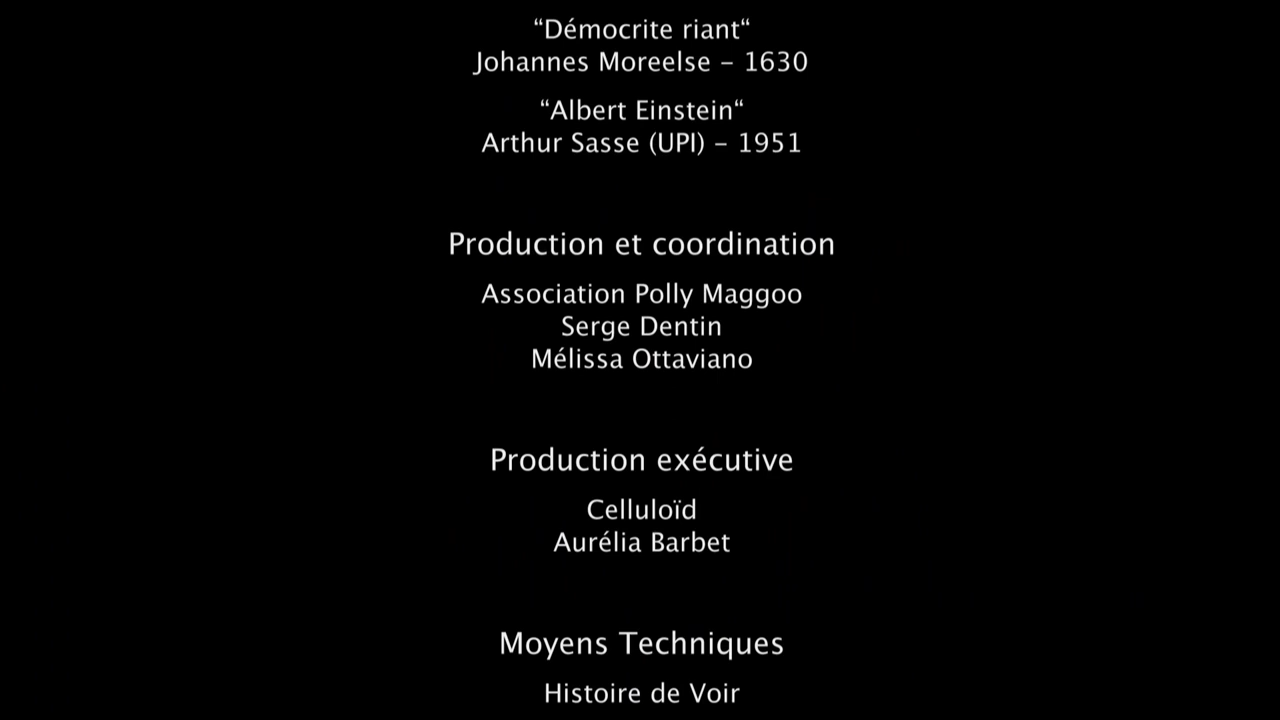 “Démocrite riant“
Johannes Moreelse – 1630
“Albert Einstein“
Arthur Sasse (UPI) – 1951
Production et coordination
Association Polly Maggoo
Serge Dentin
Mélissa Ottaviano
Production exécutive
Celluloïd
Aurélia Barbet
Moyens Techniques
Histoire de Voir